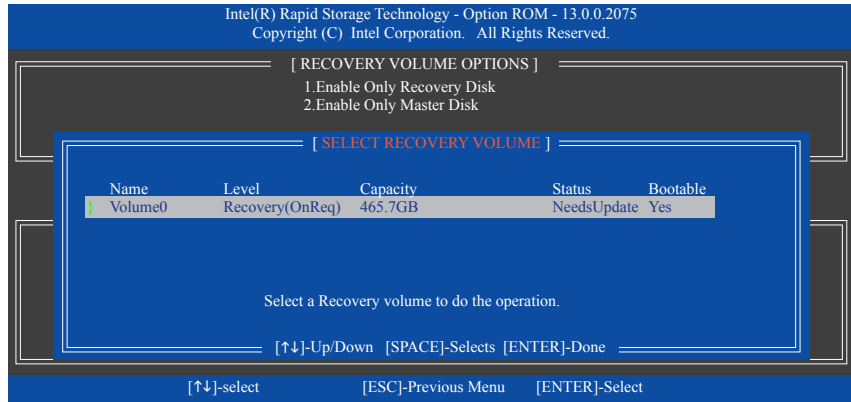 Intel(R) Rapid Storage Technology - Option ROM - 13.0.0.2075
Copyright (C) Intel Corporation. All Rights Reserved.
[ RECOVERY VOLUME OPTIONS ]
1.Enable Only Recovery Disk
2.Enable Only Master Disk
[ SELECT RECOVERY VOLUME ]
Name Level Capacity Status Bootable
Volume0 Recovery(OnReq) 465.7GB NeedsUpdate Yes
Select a Recovery volume to do the operation.
[↑↓]-Up/Down [SPACE]-Selects [ENTER]-Done
[↑↓]-select [ESC]-Previous Menu [ENTER]-Select